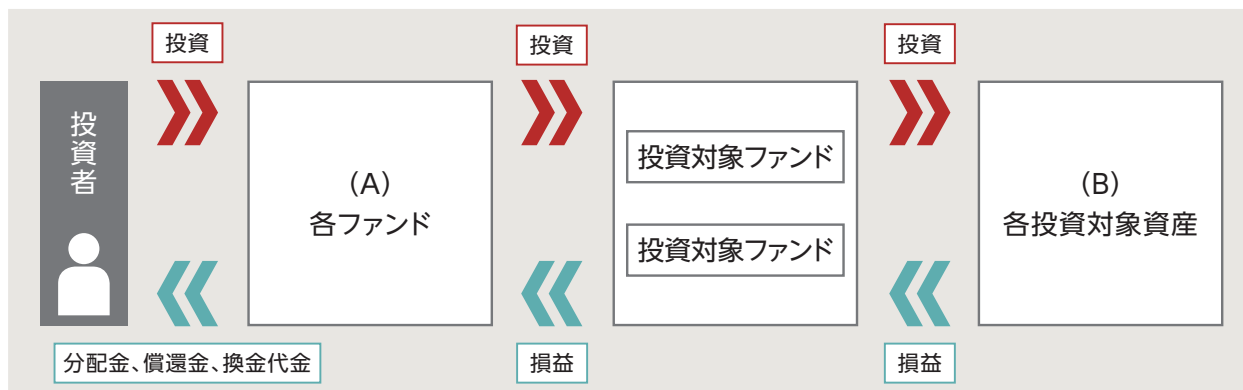 投資
投資
投資
投資者
(A)
各ファンド
投資対象ファンド
投資対象ファンド
(B)
各投資対象資産
分配金、償還金、換金代金
損益
損益